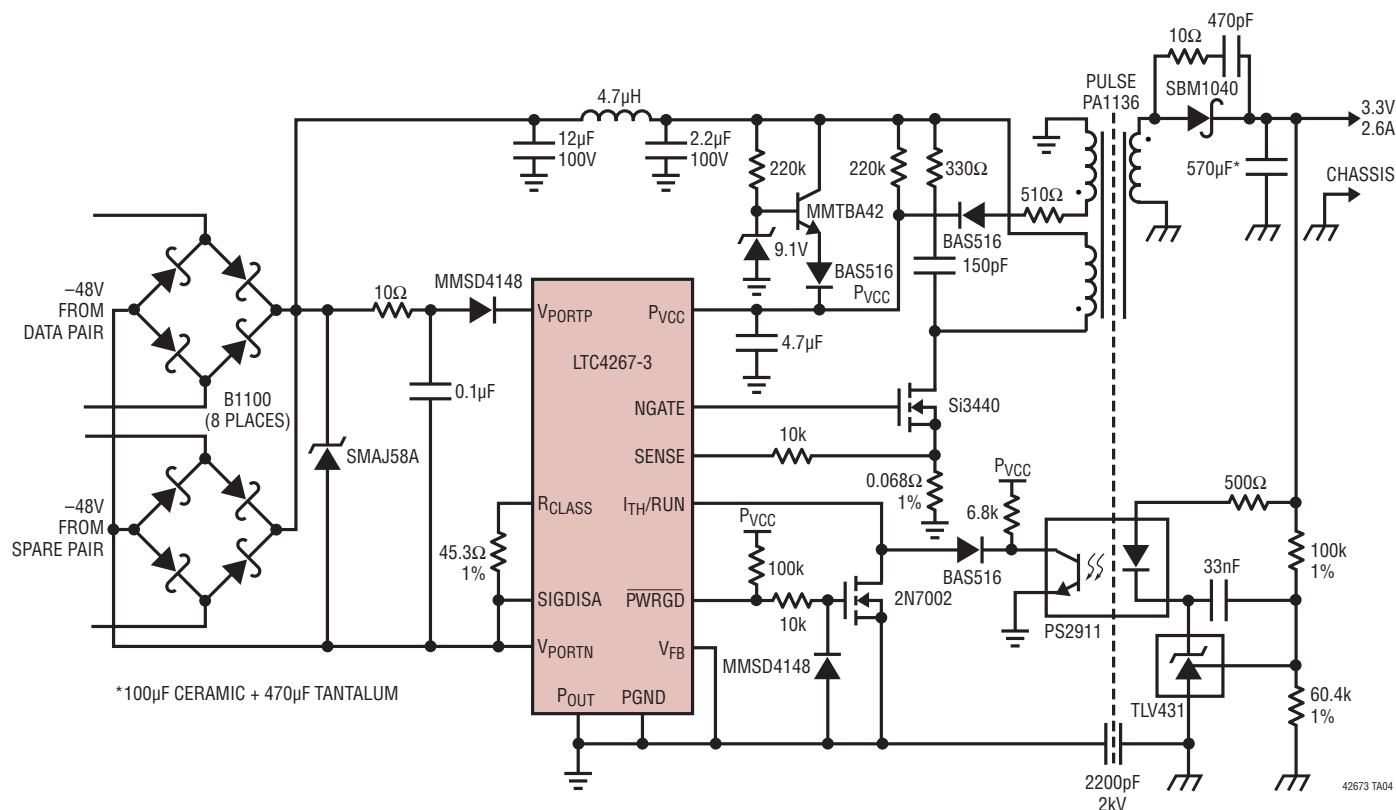 470pF
10Ω
PULSE
PA1136
SBM1040
4.7µH
3.3V
2.6A
12µF
100V
2.2µF
100V
220k
220k
330Ω
570µF*
CHASSIS
510Ω
MMTBA42
BAS516
9.1V
150pF
–48V
FROM
DATA PAIR
10Ω
MMSD4148
BAS516
PVCC
VPORTP
PVCC
LTC4267-3
4.7µF
B1100
(8 PLACES)
0.1µF
NGATE
Si3440
SMAJ58A
SENSE
10k
–48V
FROM
SPARE PAIR
0.068Ω
1%
PVCC
500Ω
RCLASS
ITH/RUN
6.8k
45.3Ω
1%
PVCC
100k
BAS516
33nF
100k
1%
2N7002
SIGDISA
PWRGD
10k
PS2911
VPORTN
VFB
MMSD4148
*100µF CERAMIC + 470µF TANTALUM
POUT
PGND
TLV431
60.4k
1%
2200pF
2kV
42673 TA04